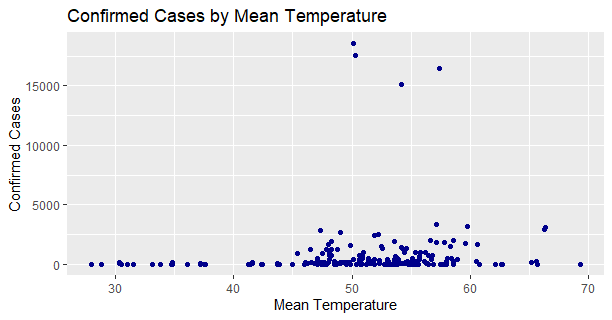 Confirmed Cases by Mean Temperature
15000
10000
5000
0
Confirmed Cases
30 40 50 60 70
Mean Temperature